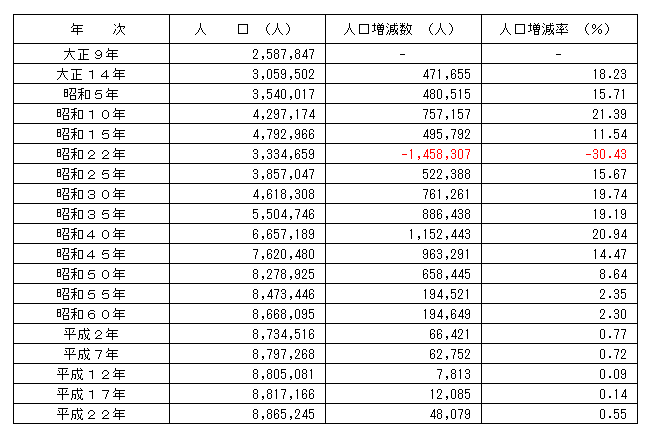 年　　次　人　　口　（人）　人口増減数　（人）　人口増減率　（％）
大正９年　2,587,847　-　-
大正１４年　3,059,502　471,655　18.23
昭和５年　3,540,017　480,515　15.71
昭和１０年　4,297,174　757,157　21.39
昭和１５年　4,792,966　495,792　11.54
昭和２２年　3,334,659　-1,458,307　-30.43
昭和２５年　3,857,047　522,388　15.67
昭和３０年　4,618,308　761,261　19.74
昭和３５年　5,504,746　886,438　19.19
昭和４０年　6,657,189　1,152,443　20.94
昭和４５年　7,620,480　963,291　14.47
昭和５０年　8,278,925　658,445　8.64
昭和５５年　8,473,446　194,521　2.35
昭和６０年　8,668,095　194,649　2.30
平成２年　8,734,516　66,421　0.77
平成７年　8,797,268　62,752　0.72
平成１２年　8,805,081　7,813　0.09
平成１７年　8,817,166　12,085　0.14
平成２２年　8,865,245　48,079　0.55